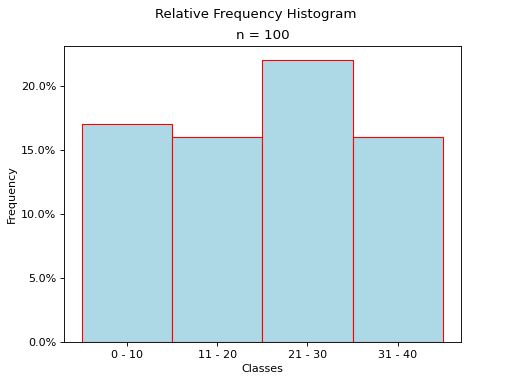 Relative Frequency Histogram
n = 100
20.0%
15.0%
10.0%
5.0%
0.0%
Frequency
0 - 10
11 - 20
21 - 30
31 - 40
Classes